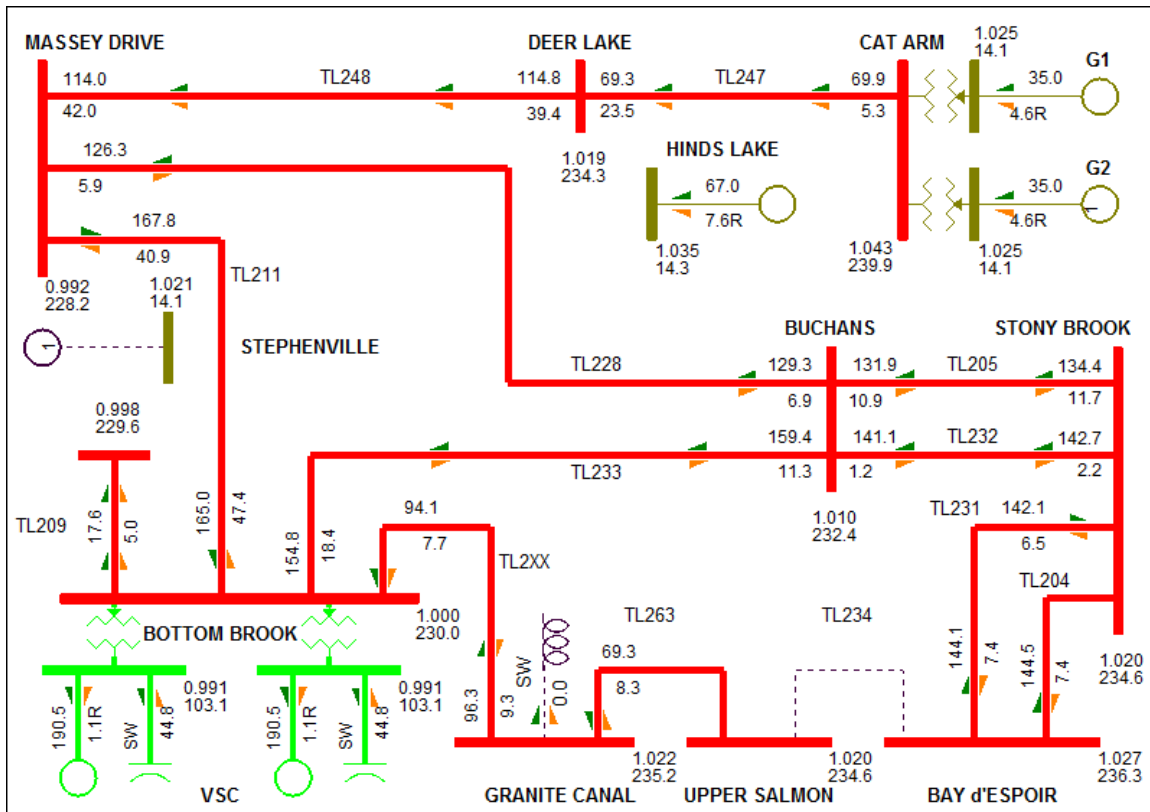 MASSEY DRIVE
DEER LAKE
CAT ARM
1.025
14.1
G1
114.0
TL248
114.8
69.3
TL247
69.9
35.0
42.0
39.4
23.5
5.3
4.6R
126.3
1.019
234.3
HINDS LAKE
G2
5.9
67.0
35.0
167.8
7.6R
1
4.6R
40.9
1.035
14.3
1.043
239.9
1.025
14.1
TL211
0.992
228.2
1.021
14.1
1
STEPHENVILLE
BUCHANS
STONY BROOK
TL228
129.3
131.9
TL205
134.4
6.9
10.9
11.7
0.998
229.6
159.4
141.1
TL232
142.7
TL233
11.3
1.2
2.2
TL209
17.6
5.0
165.0
47.4
154.8
18.4
94.1
7.7
TL2XX
1.010
232.4
TL231
142.1
6.5
TL204
BOTTOM BROOK
1.000
230.0
TL263
TL234
69.3
8.3
SW
0.0
96.3
9.3
144.1
7.4
144.5
7.4
1.020
234.6
0.991
103.1
0.991
103.1
190.5
1.1R
SW
44.8
190.5
1.1R
SW
44.8
1.022
235.2
1.020
234.6
1.027
236.3
VSC
GRANITE CANAL
UPPER SALMON
BAY d'ESPOIR